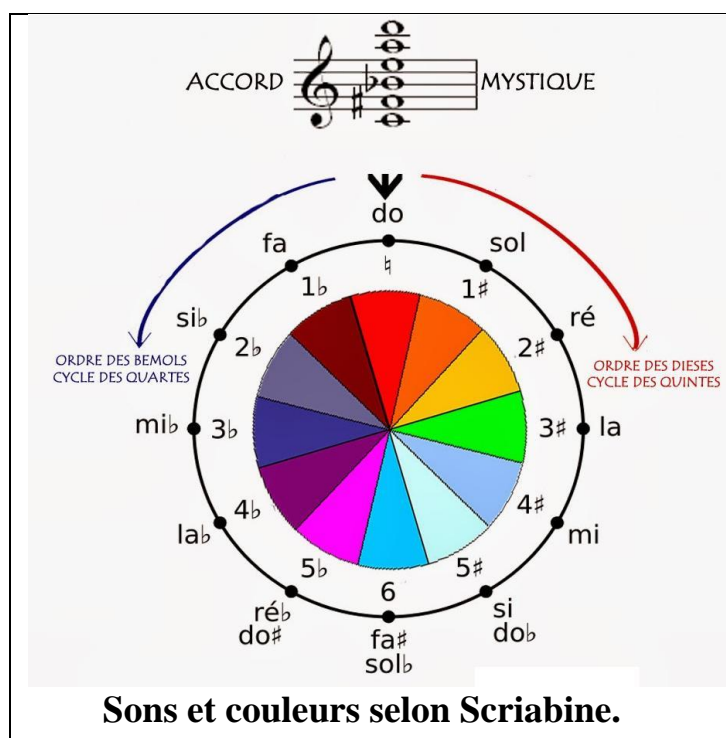 ACCORD MYSTIQUE
do
fa sol
♮
1♭ 1♯
si♭ ré
2♭ 2♯
ORDRE DES BEMOLS
CYCLE DES QUARTES
ORDRE DES DIESES
CYCLE DES QUINTES
mi♭ 3♭ 3♯ la
4♭ 4♯
la♭ mi
5♭ 5♯
6
ré♭
do♯
fa♯
sol♭
si
do♭
Sons et couleurs selon Scriabine.